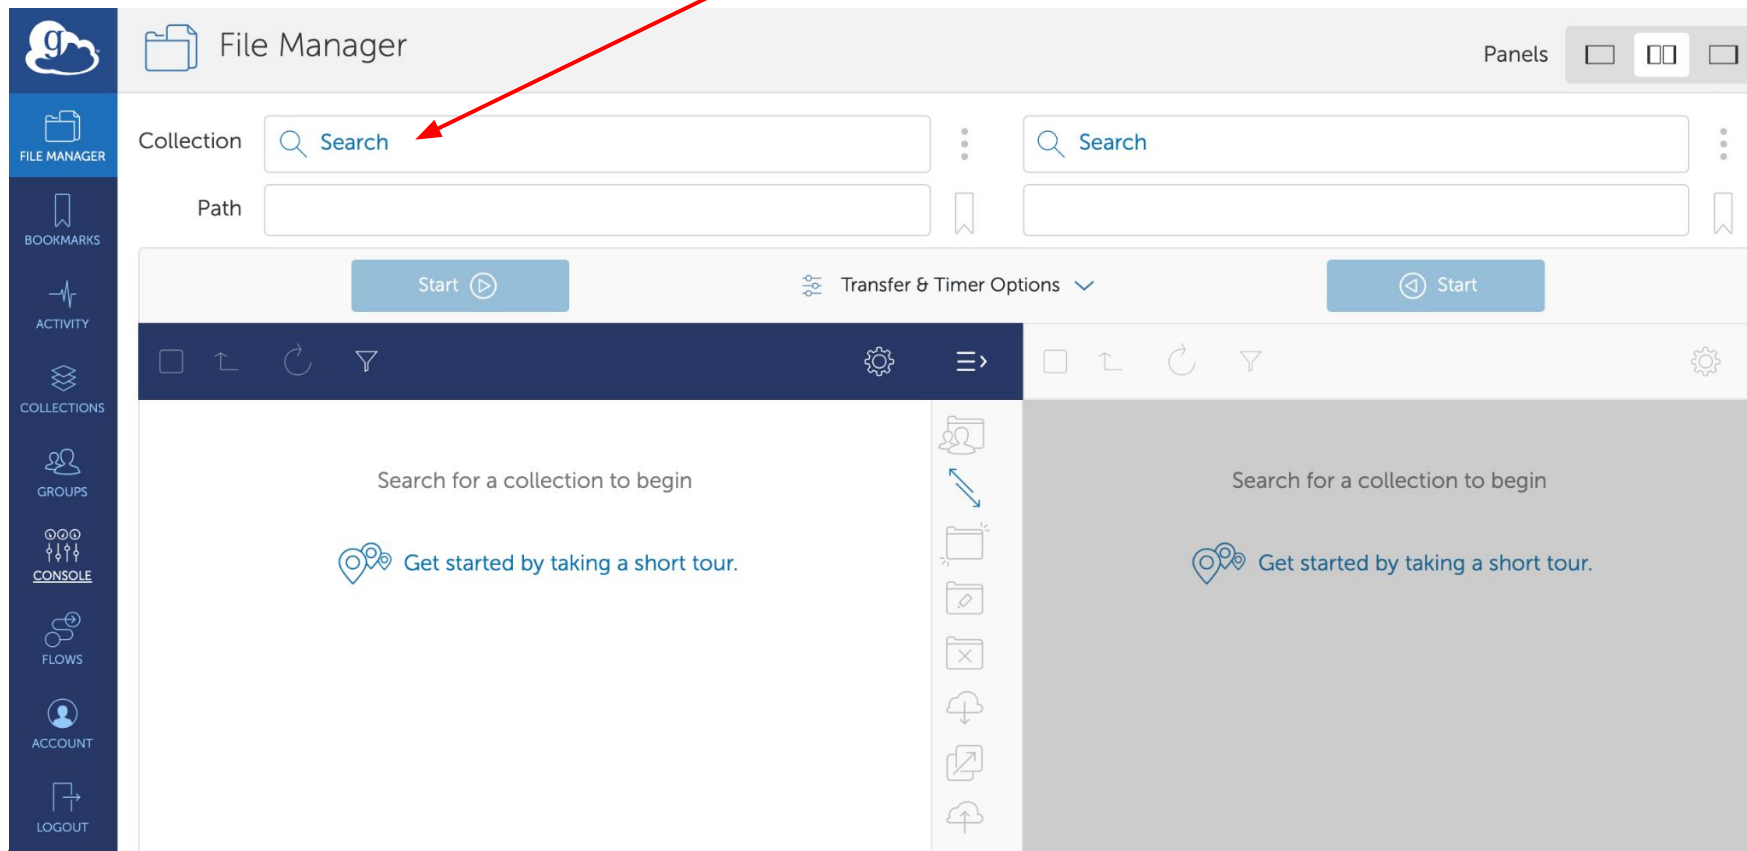 g
File Manager
Panels
FILE MANAGER
Collection
Search
Search
Path
BOOKMARKS
Start
Transfer & Timer Options
Start
ACTIVITY
COLLECTIONS
Search for a collection to begin
Search for a collection to begin
GROUPS
Get started by taking a short tour.
Get started by taking a short tour.
CONSOLE
FLOWS
ACCOUNT
LOGOUT